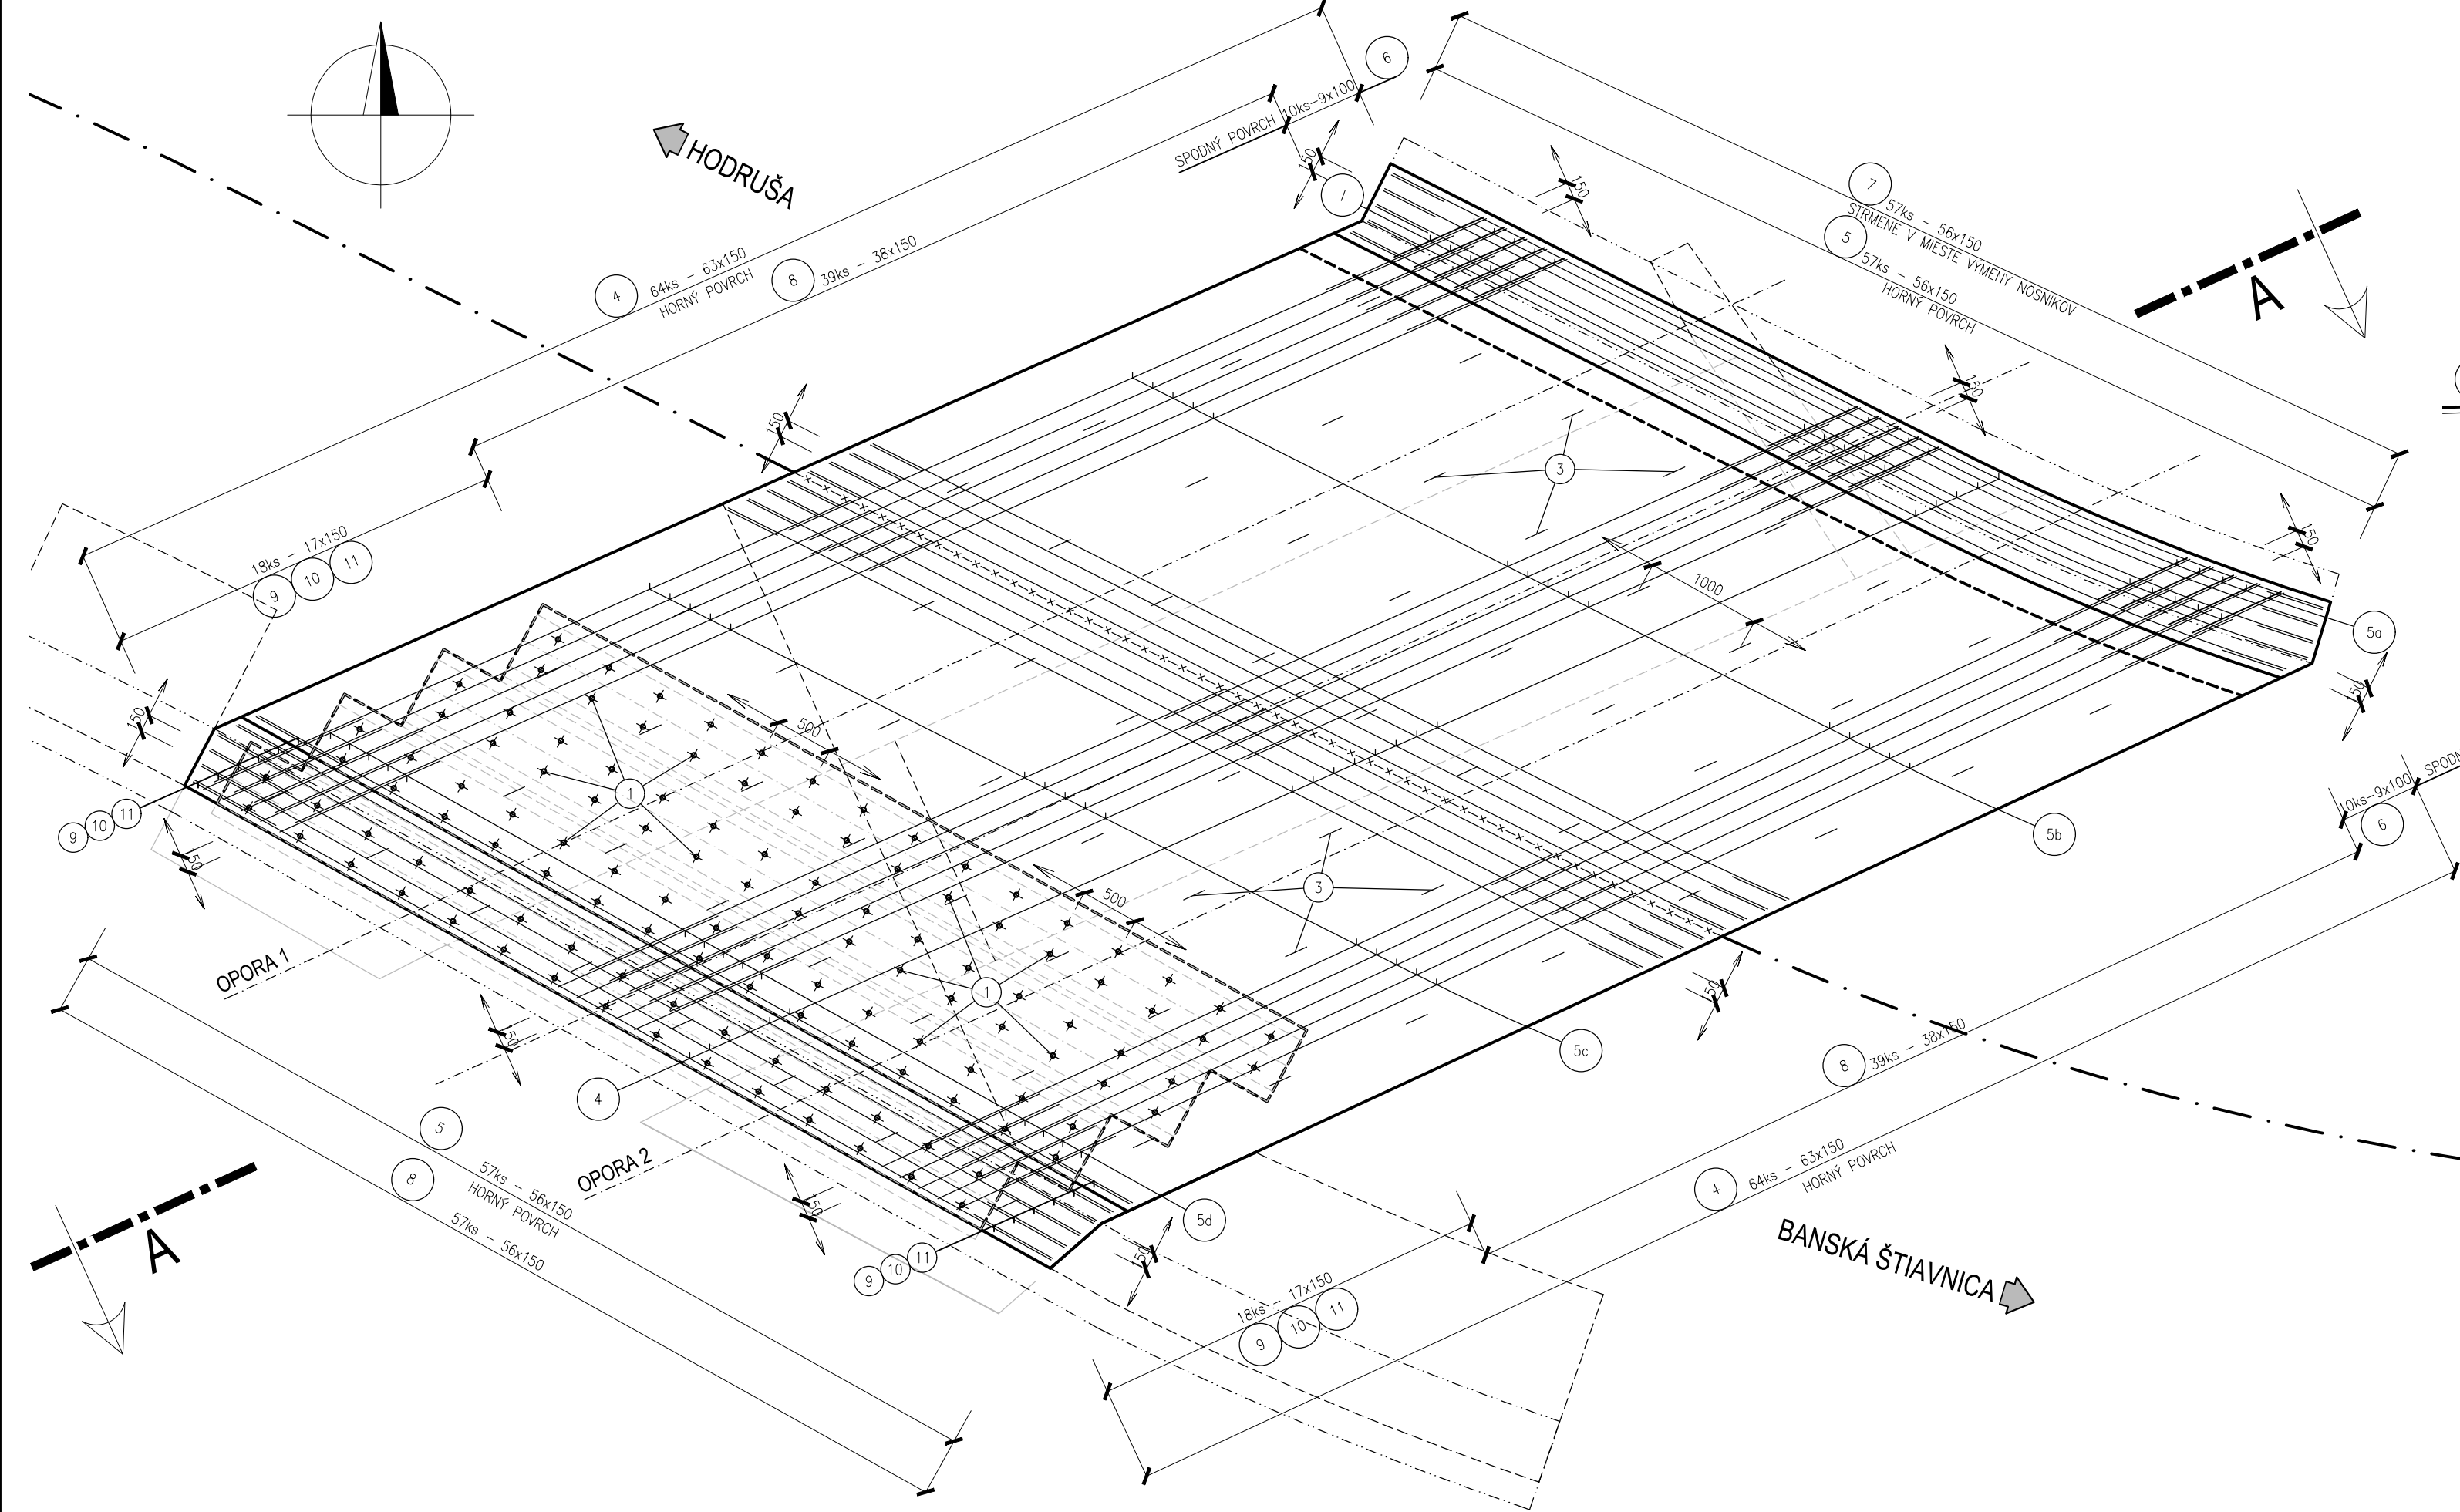 6
SPODNÝ POVRCH 10ks-9x100
HODRUŠA
150
7
150
7
57ks - 56x150
STRMENE V MIESTE VÝMENY NOSNÍKOV
5
57ks - 56x150
HORNÝ POVRCH
A
4
64ks - 63x150
HORNÝ POVRCH
8
39ks - 38x150
150
150
3
150
18ks - 17x150
9
10
11
1000
5a
150
150
500
1
9
10
11
150
5b
10ks-9x100
6
3
500
OPORA 1
1
5c
150
150
4
8
39ks - 38x150
5
57ks - 56x150
HORNÝ POVRCH
8
57ks - 56x150
OPORA 2
4
64ks - 63x150
HORNÝ POVRCH
A
150
5d
150
9
10
11
BANSKÁ ŠTIAVNICA
18ks - 17x150
9
10
11